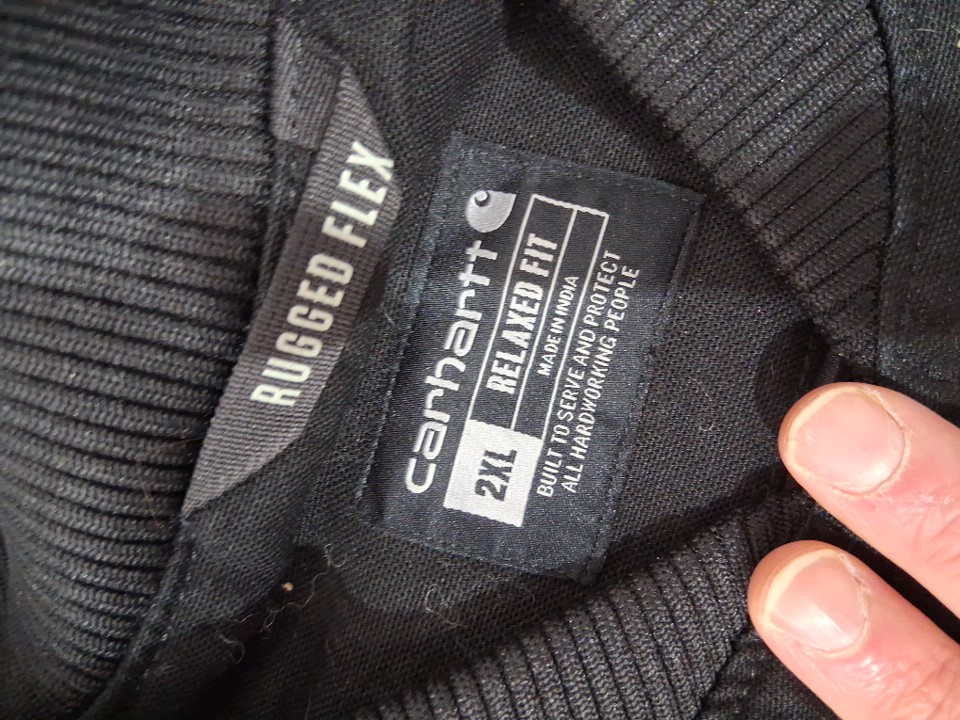 RUGGED FLEX
carhartt
2XL RELAXED FIT
MADE IN INDIA
BUILT TO SERVE AND PROTECT
ALL HARDWORKING PEOPLE